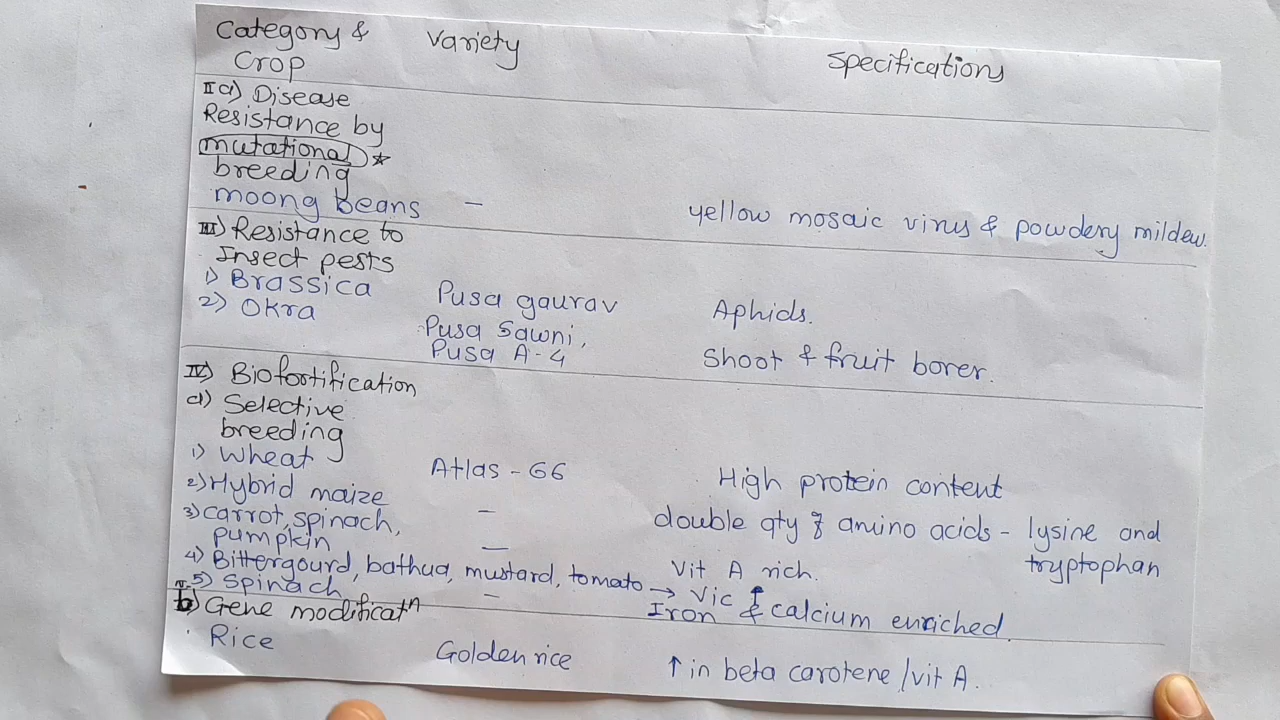 Category & Variety Specifications
Crop
II a) Disease
Resistance by
mutational *
breeding
moong beans - yellow mosaic virus & powdery mildew.
III) Resistance to
Insect pests
1) Brassica Pusa gaurav Aphids.
2) Okra Pusa Sawni,
Pusa A-4 Shoot & fruit borer.
IV) Biofortification
a) Selective
breeding
1) Wheat Atlas - 66 High protein content
2) Hybrid maize - double qty of amino acids - lysine and
tryptophan
3) carrot, spinach,
pumpkin - Vit A rich.
4) Bittergourd, bathua, mustard, tomato → Vic ↑
5) Spinach - Iron & calcium enriched.
b) Gene modificatn
Rice Golden rice ↑ in beta carotene / vit A.